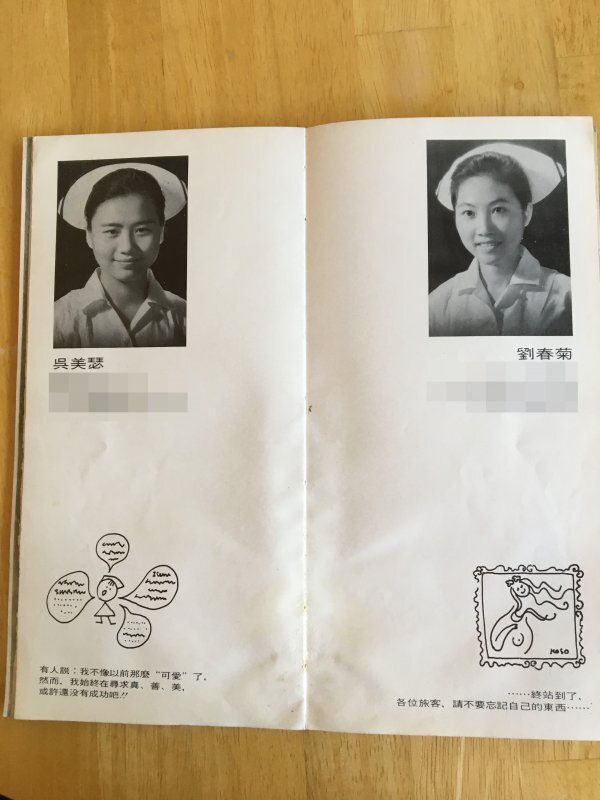 吳美瑟
有人説：我不像以前那麼“可愛”了，
然而，我始終在尋求真、善、美，
或許還没有成功吧!!
劉春菊
……終站到了，
各位旅客，請不要忘記自己的東西……